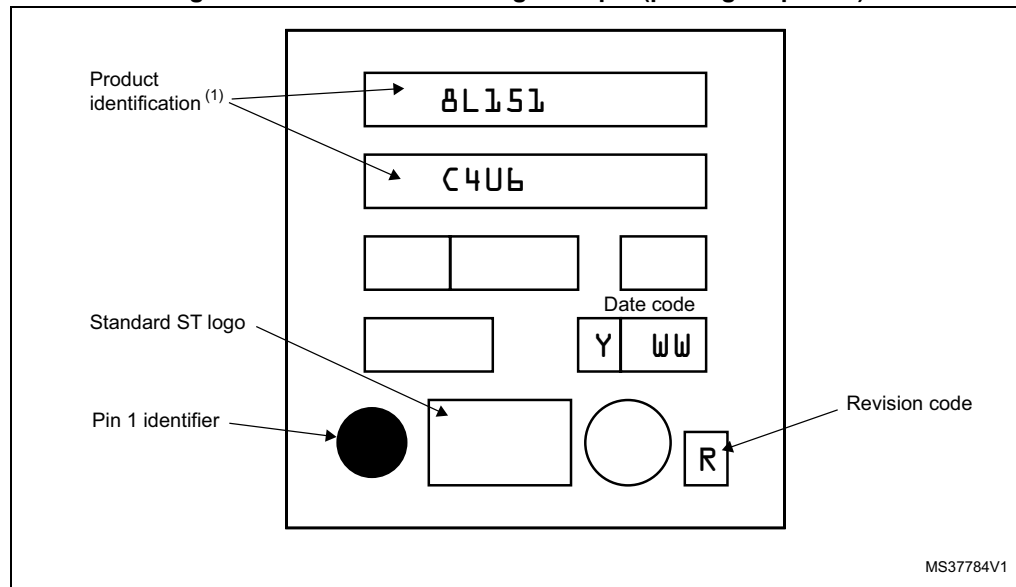 Product
identification (1)
8L151
C4U6
Date code
Standard ST logo
Y WW
Pin 1 identifier
Revision code
R
MS37784V1